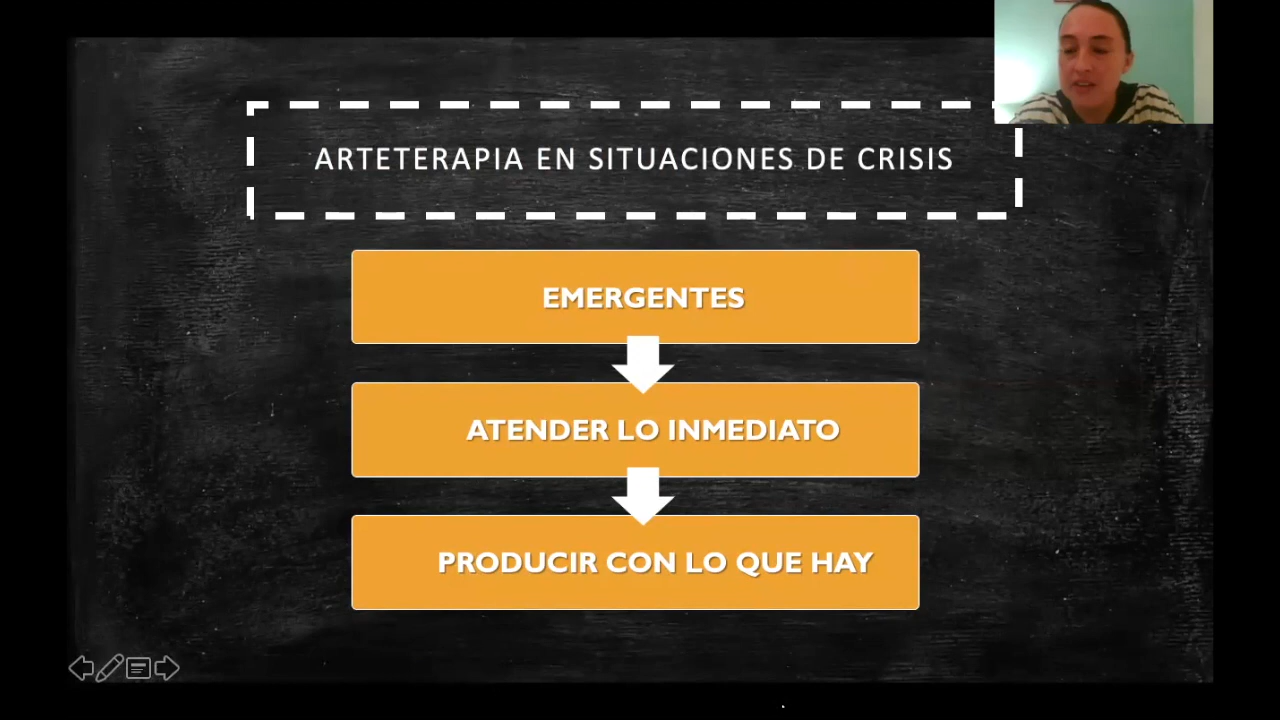 ARTETERAPIA EN SITUACIONES DE CRISIS
EMERGENTES
ATENDER LO INMEDIATO
PRODUCIR CON LO QUE HAY